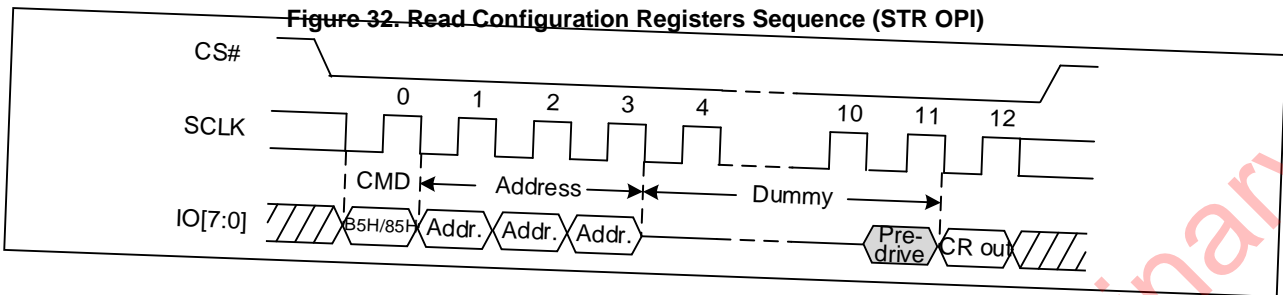 Figure 32. Read Configuration Registers Sequence (STR OPI)
CS#
0 1 2 3 4 10 11 12
SCLK
CMD Address Dummy
IO[7:0] B5H/85H Addr. Addr. Addr. Pre-drive CR out